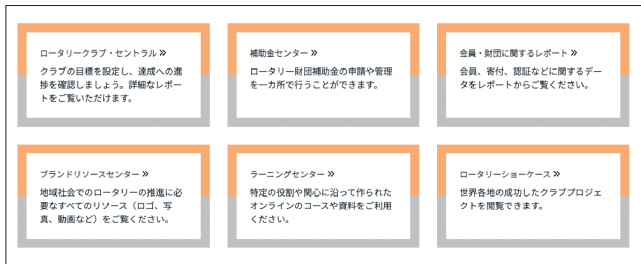 ロータリークラブ・セントラル »
クラブの目標を設定し、達成への進
捗を確認しましょう。詳細なレポー
トをご覧いただけます。
補助金センター »
ロータリー財団補助金の申請や管理
を一カ所で行うことができます。
会員・財団に関するレポート »
会員、寄付、認証などに関するデー
タをレポートからご覧ください。
ブランドリソースセンター »
地域社会でのロータリーの推進に必
要なすべてのリソース（ロゴ、写
真、動画など）をご覧ください。
ラーニングセンター »
特定の役割や関心に沿って作られた
オンラインのコースや資料をご利用
ください。
ロータリーショーケース »
世界各地の成功したクラブプロジェ
クトを閲覧できます。